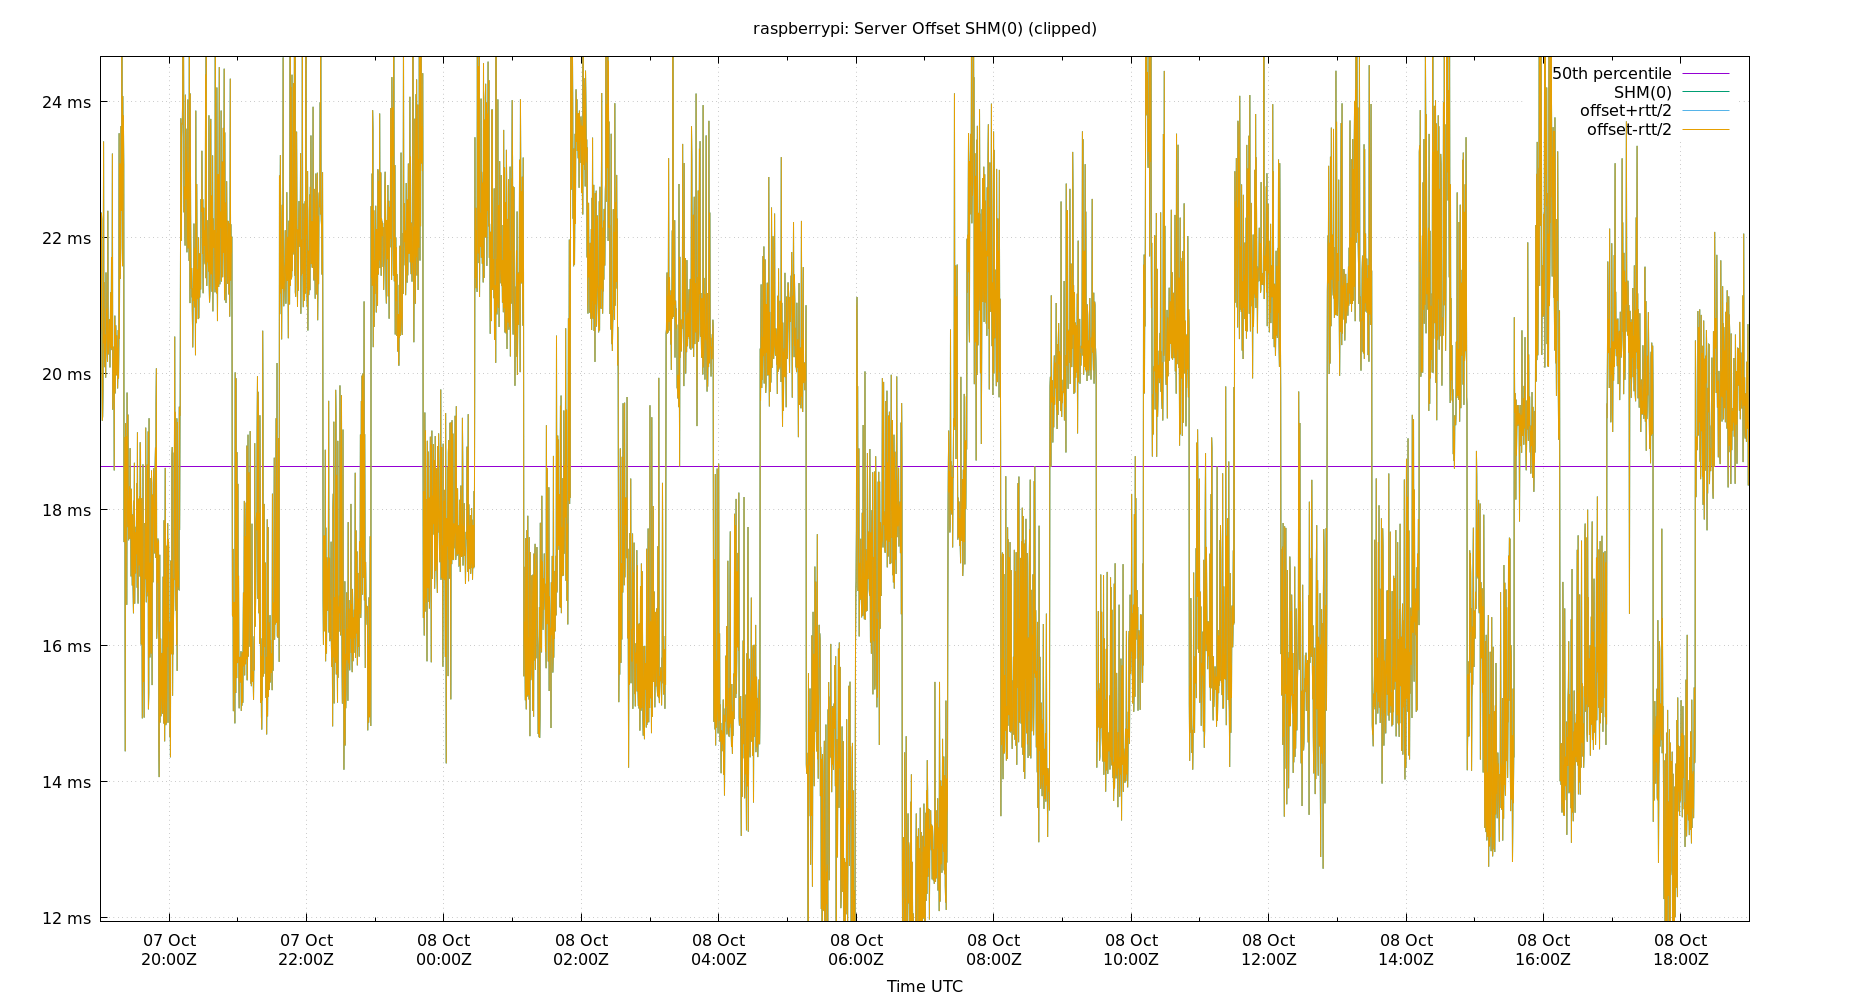 raspberrypi: Server Offset SHM(0) (clipped)
50th percentile
SHM(0)
offset+rtt/2
offset-rtt/2
24 ms
22 ms
20 ms
18 ms
16 ms
14 ms
12 ms
07 Oct 07 Oct 08 Oct 08 Oct 08 Oct 08 Oct 08 Oct 08 Oct 08 Oct 08 Oct 08 Oct 08 Oct
20:00Z 22:00Z 00:00Z 02:00Z 04:00Z 06:00Z 08:00Z 10:00Z 12:00Z 14:00Z 16:00Z 18:00Z
Time UTC